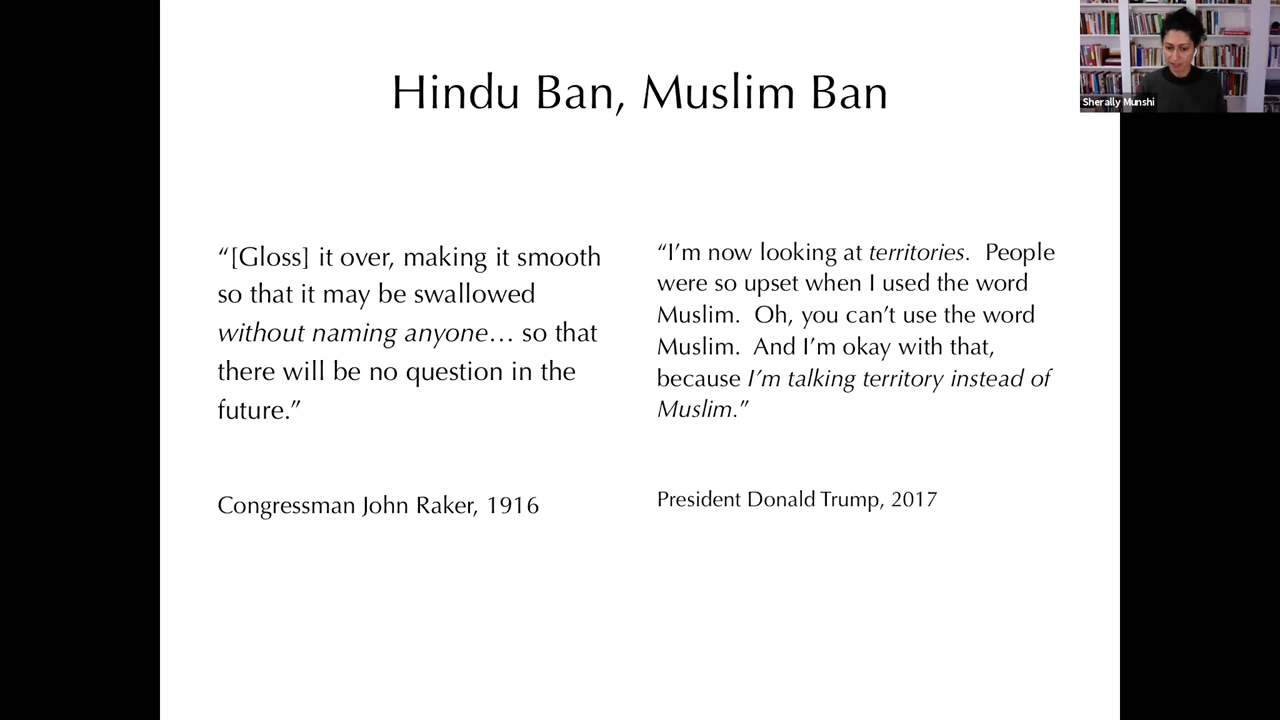 Hindu Ban, Muslim Ban
Sherally Munshi
“[Gloss] it over, making it smooth
so that it may be swallowed
without naming anyone… so that
there will be no question in the
future.”
Congressman John Raker, 1916
“I’m now looking at territories.  People
were so upset when I used the word
Muslim.  Oh, you can’t use the word
Muslim.  And I’m okay with that,
because I’m talking territory instead of
Muslim.”
President Donald Trump, 2017